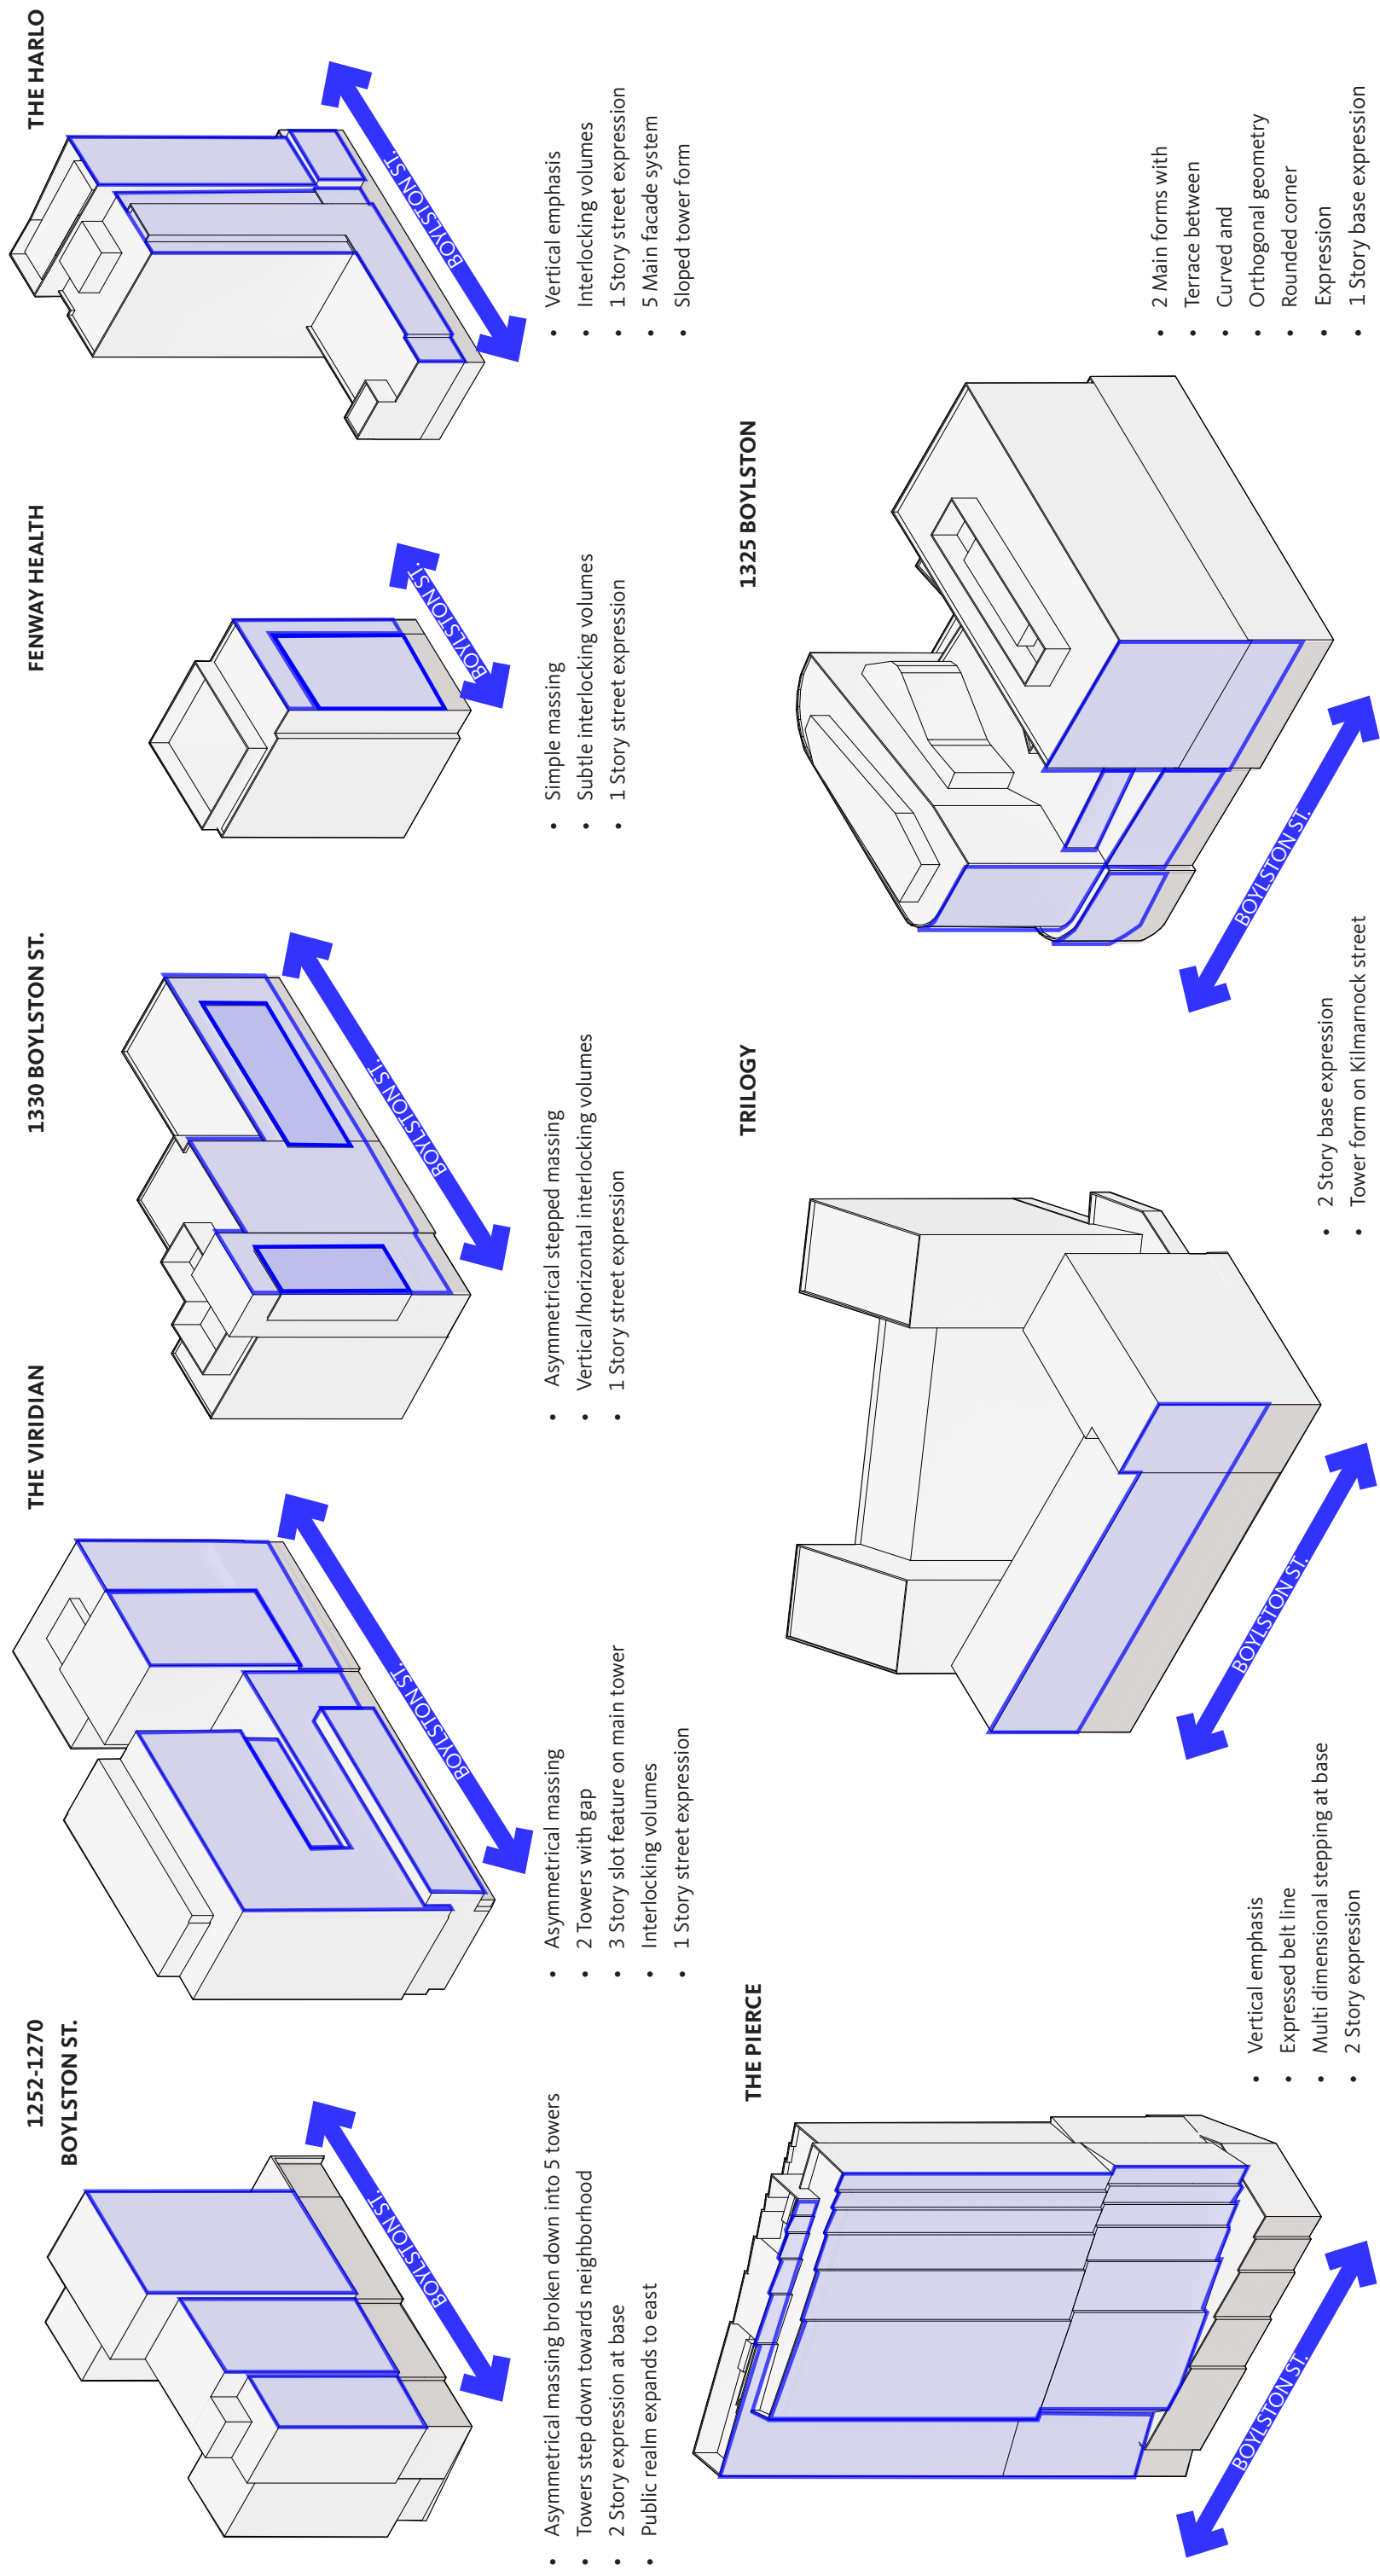 1252-1270
BOYLSTON ST.
BOYLSTON ST.
• Asymmetrical massing broken down into 5 towers
• Towers step down towards neighborhood
• 2 Story expression at base
• Public realm expands to east
THE VIRIDIAN
BOYLSTON ST.
• Asymmetrical massing
• 2 Towers with gap
• 3 Story slot feature on main tower
• Interlocking volumes
• 1 Story street expression
1330 BOYLSTON ST.
BOYLSTON ST.
• Asymmetrical stepped massing
• Vertical/horizontal interlocking volumes
• 1 Story street expression
FENWAY HEALTH
BOYLSTON ST.
• Simple massing
• Subtle interlocking volumes
• 1 Story street expression
THE HARLO
BOYLSTON ST.
• Vertical emphasis
• Interlocking volumes
• 1 Story street expression
• 5 Main facade system
• Sloped tower form
THE PIERCE
BOYLSTON ST.
• Vertical emphasis
• Expressed belt line
• Multi dimensional stepping at base
• 2 Story expression
TRILOGY
BOYLSTON ST.
• 2 Story base expression
• Tower form on Kilmarnock street
1325 BOYLSTON
BOYLSTON ST.
• 2 Main forms with
• Terrace between
• Curved and
• Orthogonal geometry
• Rounded corner
• Expression
• 1 Story base expression